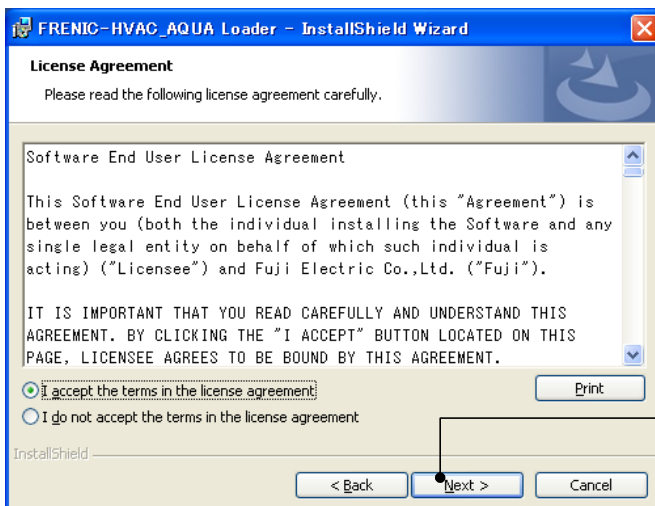 FRENIC-HVAC_AQUA Loader - InstallShield Wizard
License Agreement
Please read the following license agreement carefully.
Software End User License Agreement
This Software End User License Agreement (this "Agreement") is
between you (both the individual installing the Software and any
single legal entity on behalf of which such individual is
acting) ("Licensee") and Fuji Electric Co.,Ltd. ("Fuji").
IT IS IMPORTANT THAT YOU READ CAREFULLY AND UNDERSTAND THIS
AGREEMENT. BY CLICKING THE "I ACCEPT" BUTTON LOCATED ON THIS
PAGE, LICENSEE AGREES TO BE BOUND BY THIS AGREEMENT.
I accept the terms in the license agreement
Print
I do not accept the terms in the license agreement
InstallShield
< Back
Next >
Cancel